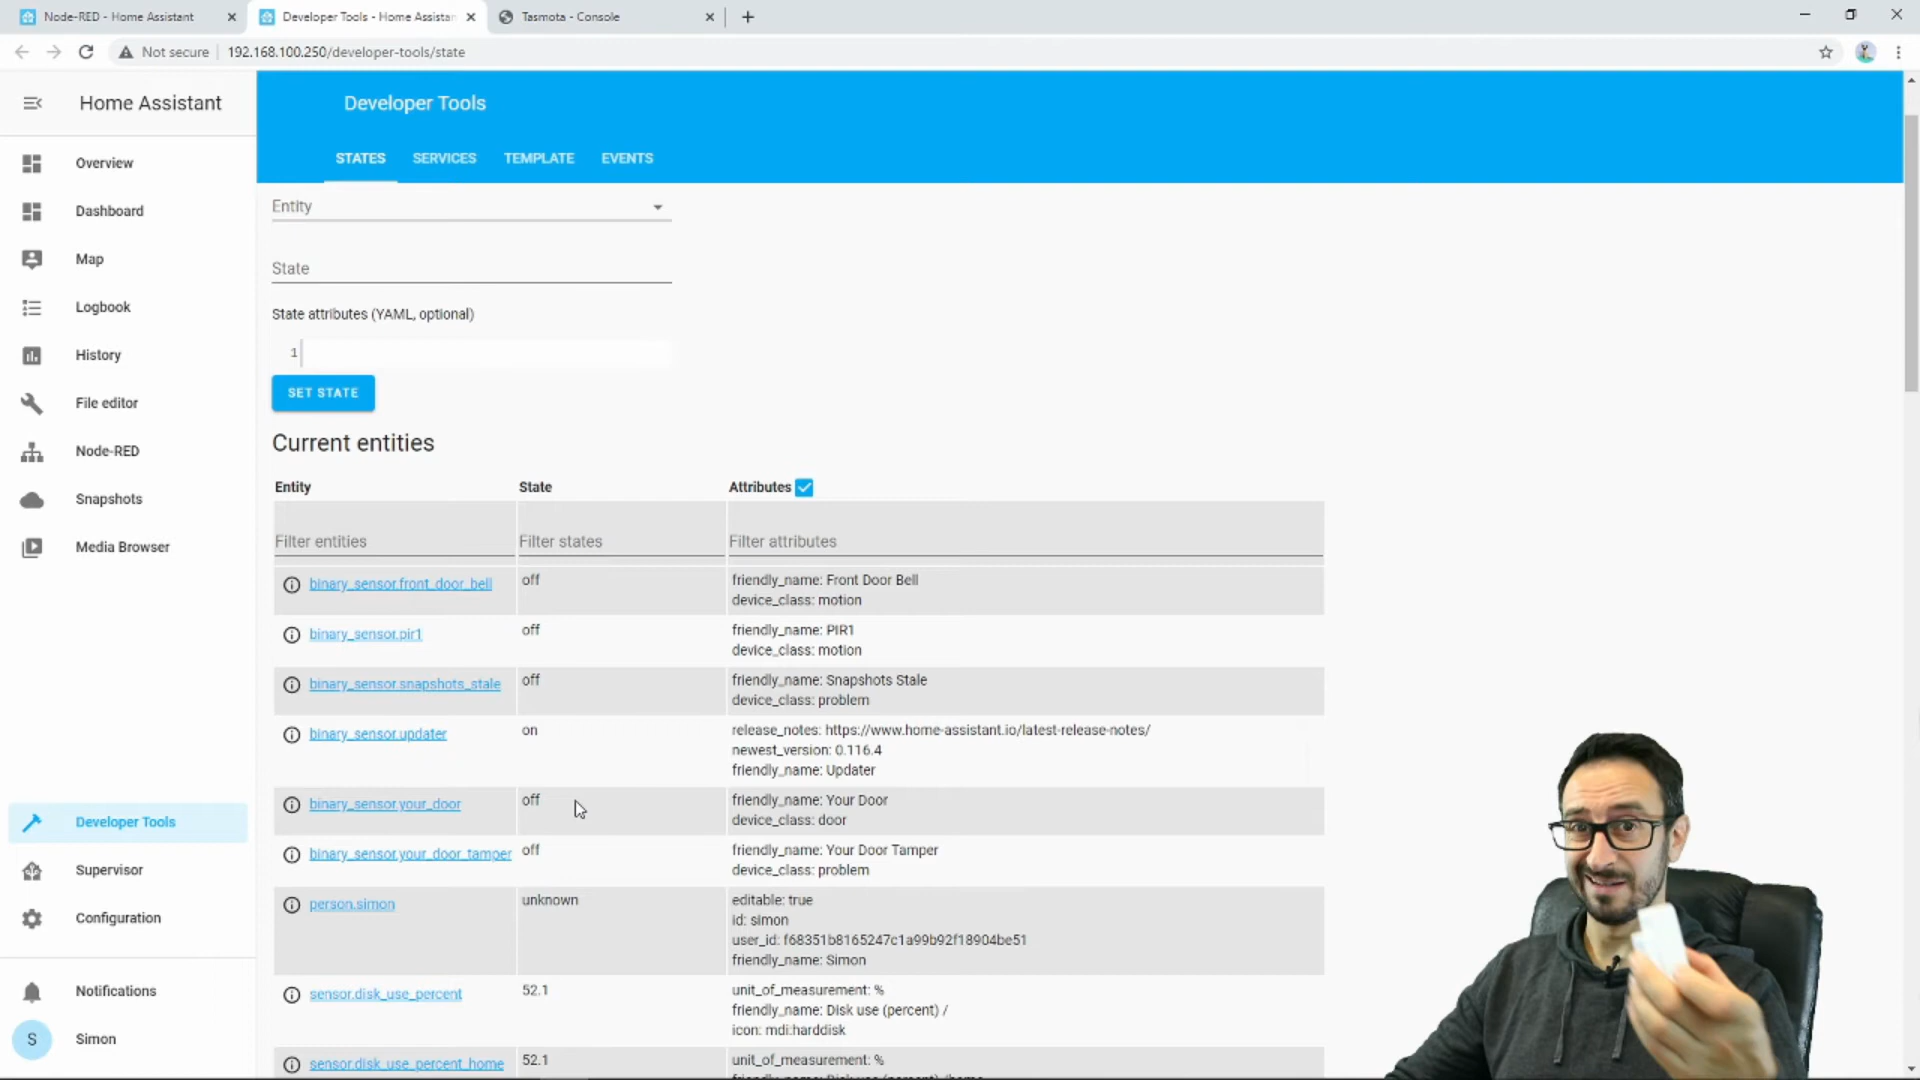 Node-RED - Home Assistant
Developer Tools - Home Assistan
Tasmota - Console
Not secure
192.168.100.250/developer-tools/state
Home Assistant
Developer Tools
STATES
SERVICES
TEMPLATE
EVENTS
Overview
Dashboard
Map
Logbook
History
File editor
Node-RED
Snapshots
Media Browser
Developer Tools
Supervisor
Configuration
Notifications
S
Simon
Entity
State
State attributes (YAML, optional)
1
SET STATE
Current entities
Entity
State
Attributes
Filter entities
Filter states
Filter attributes
binary_sensor.front_door_bell
off
friendly_name: Front Door Bell
device_class: motion
binary_sensor.pir1
off
friendly_name: PIR1
device_class: motion
binary_sensor.snapshots_stale
off
friendly_name: Snapshots Stale
device_class: problem
binary_sensor.updater
on
release_notes: https://www.home-assistant.io/latest-release-notes/
newest_version: 0.116.4
friendly_name: Updater
binary_sensor.your_door
off
friendly_name: Your Door
device_class: door
binary_sensor.your_door_tamper
off
friendly_name: Your Door Tamper
device_class: problem
person.simon
unknown
editable: true
id: simon
user_id: f68351b8165247c1a99b92f18904be51
friendly_name: Simon
sensor.disk_use_percent
52.1
unit_of_measurement: %
friendly_name: Disk use (percent) /
icon: mdi:harddisk
sensor.disk_use_percent_home
52.1
unit_of_measurement: %